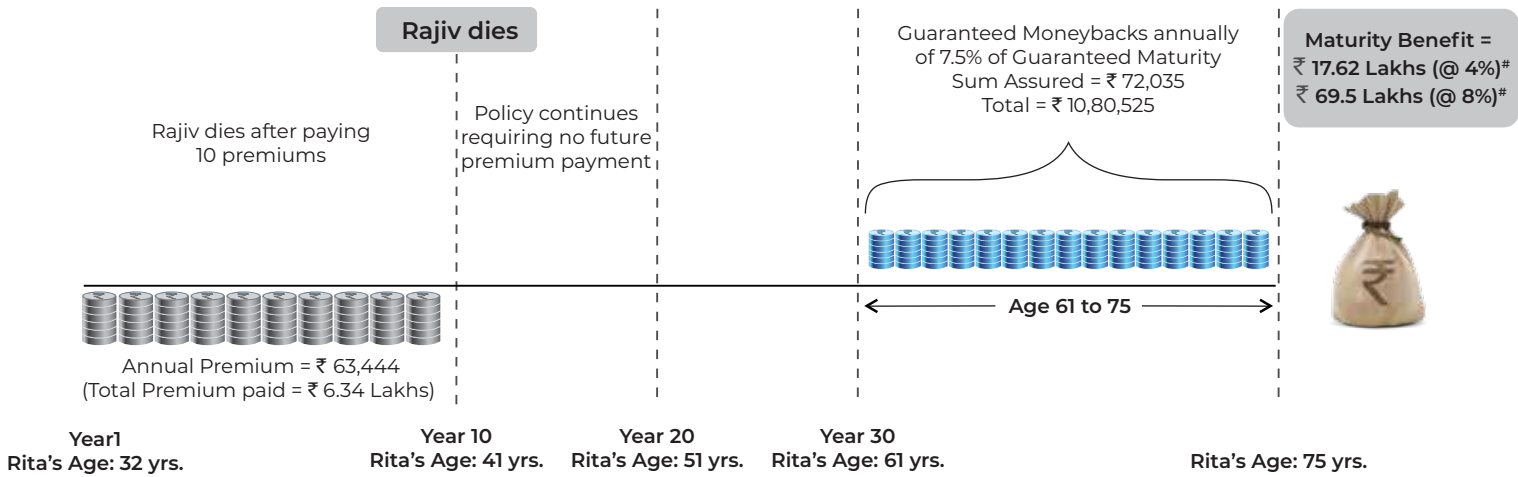 Rajiv dies
Rajiv dies after paying
10 premiums
Policy continues
requiring no future
premium payment
Guaranteed Moneybacks annually
of 7.5% of Guaranteed Maturity
Sum Assured = ₹ 72,035
Total = ₹ 10,80,525
Maturity Benefit =
₹ 17.62 Lakhs (@ 4%)#
₹ 69.5 Lakhs (@ 8%)#
Age 61 to 75
Annual Premium = ₹ 63,444
(Total Premium paid = ₹ 6.34 Lakhs)
Year1
Rita's Age: 32 yrs.
Year 10
Rita's Age: 41 yrs.
Year 20
Rita's Age: 51 yrs.
Year 30
Rita's Age: 61 yrs.
Rita's Age: 75 yrs.
₹